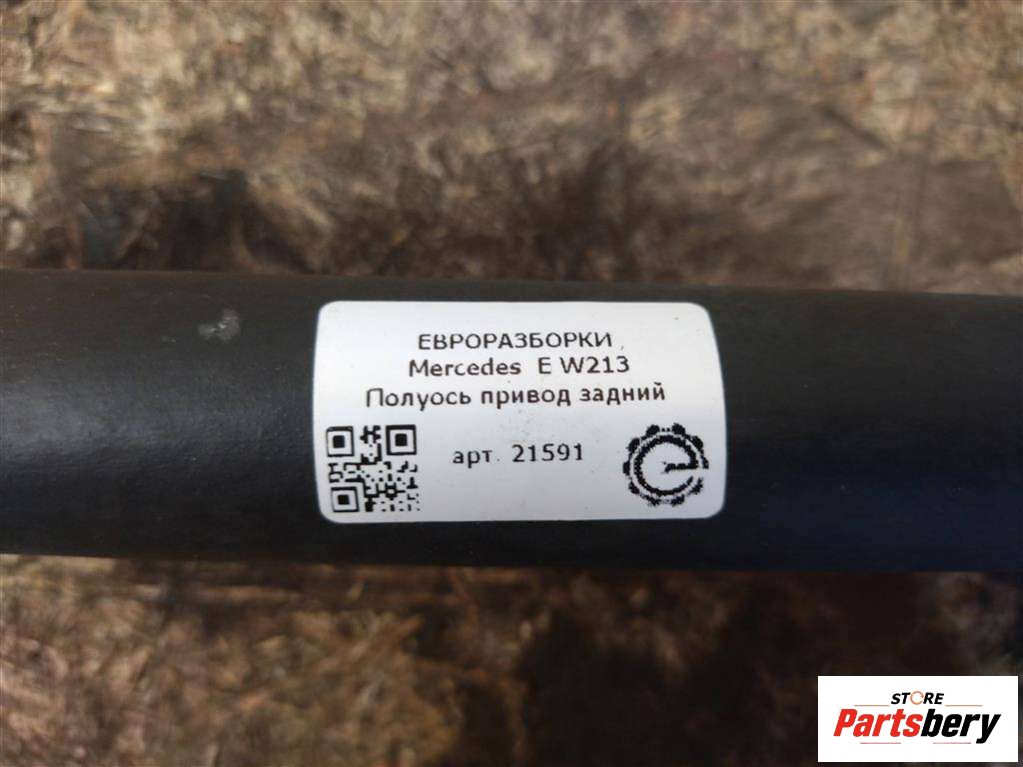 ЕВРОРАЗБОРКИ
Mercedes E W213
Полуось привод задний
арт. 21591
STORE
Partsbery